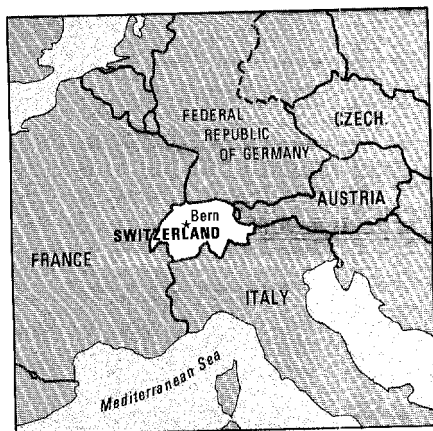 FEDERAL
REPUBLIC
OF GERMANY
CZECH.
AUSTRIA
Bern
SWITZERLAND
FRANCE
ITALY
Mediterranean Sea